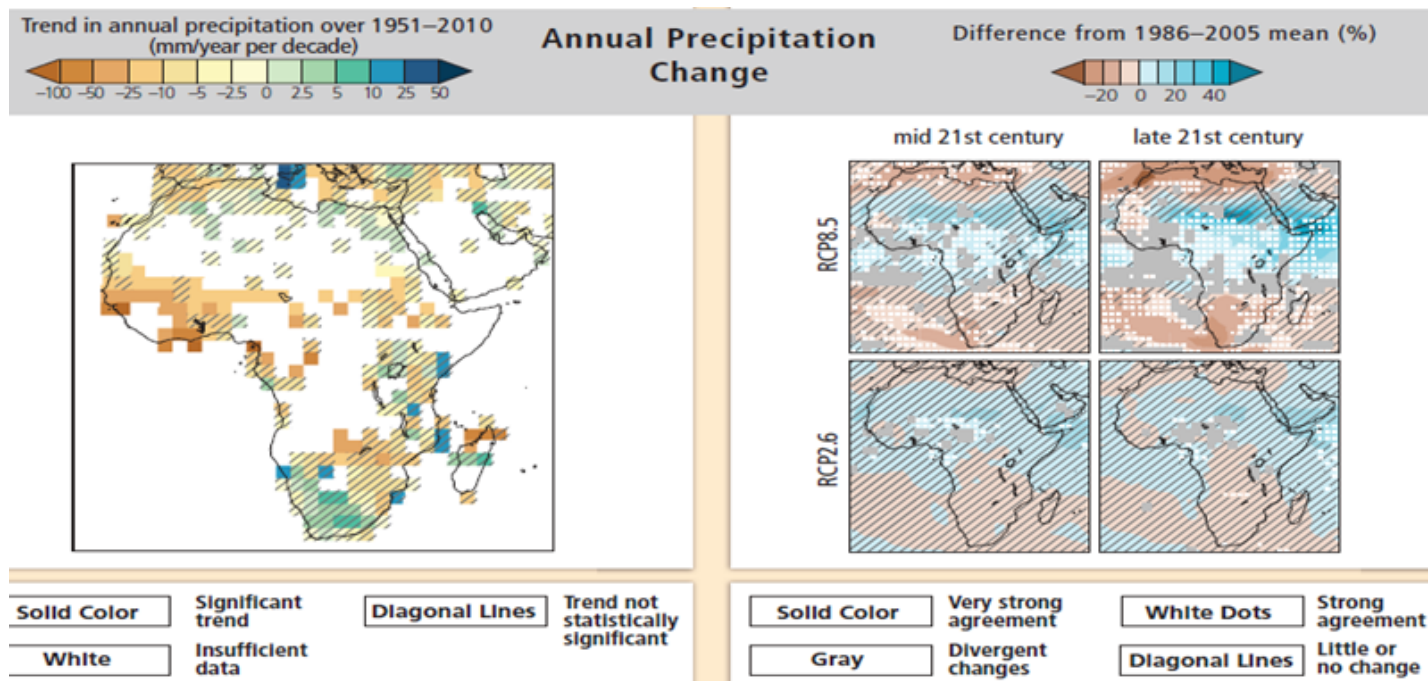 Trend in annual precipitation over 1951–2010
(mm/year per decade)
−100 −50 −25 −10 −5 −2.5 0 2.5 5 10 25 50
Annual Precipitation
Change
Difference from 1986–2005 mean (%)
−20 0 20 40
mid 21st century late 21st century
RCP8.5
RCP2.6
Solid Color
Significant
trend
Diagonal Lines
Trend not
statistically
significant
White
Insufficient
data
Solid Color
Very strong
agreement
White Dots
Strong
agreement
Gray
Divergent
changes
Diagonal Lines
Little or
no change